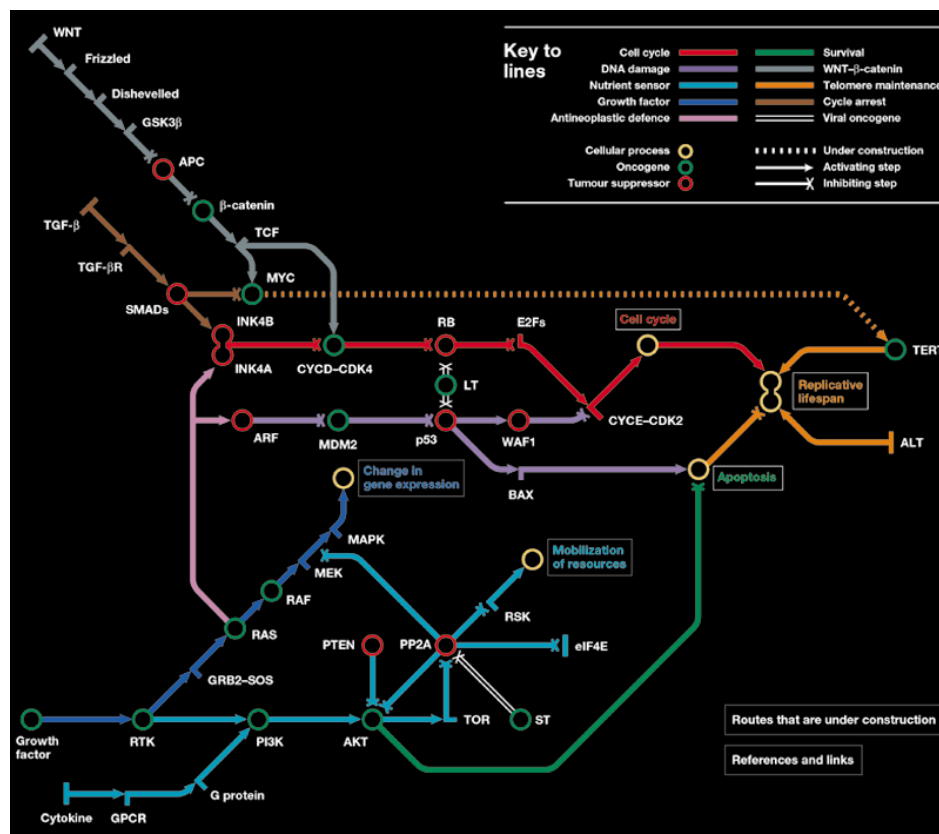 WNT
Frizzled
Dishevelled
GSK3β
APC
β-catenin
TCF
TGF-β
TGF-βR
SMADs
MYC
INK4B
INK4A
CYCD–CDK4
RB
E2Fs
Cell cycle
TERT
LT
Replicative
lifespan
CYCE–CDK2
ARF
MDM2
p53
WAF1
ALT
BAX
Apoptosis
Change in
gene expression
MAPK
MEK
RAF
RAS
GRB2–SOS
Mobilization
of resources
RSK
PTEN
PP2A
eIF4E
Growth
factor
RTK
PI3K
AKT
TOR
ST
Cytokine
GPCR
G protein
Key to
lines
Cell cycle
Survival
DNA damage
WNT–β-catenin
Nutrient sensor
Telomere maintenance
Growth factor
Cycle arrest
Antineoplastic defence
Viral oncogene
Cellular process
Under construction
Oncogene
Activating step
Tumour suppressor
Inhibiting step
Routes that are under construction
References and links